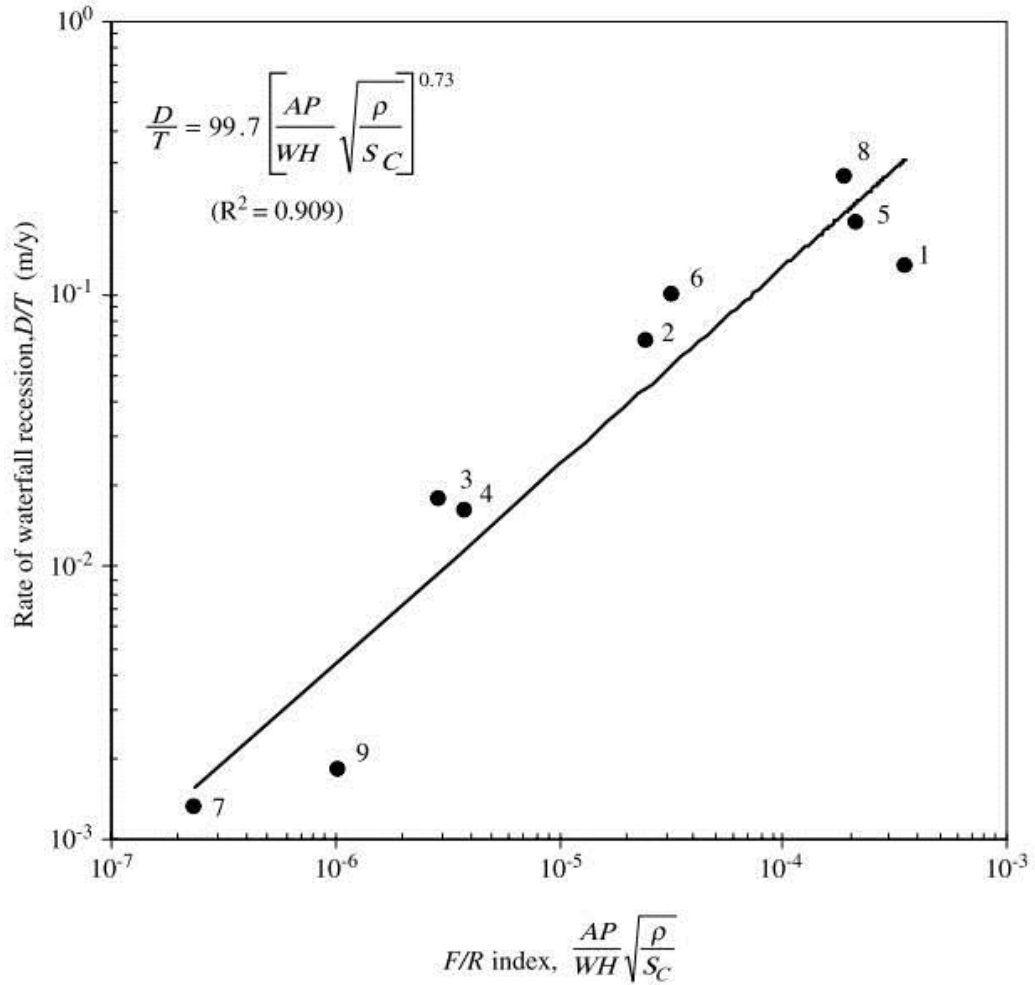 10⁰
D/T = 99.7 [AP/WH √(ρ/S_C)]^0.73
(R² = 0.909)
8
5
1
10⁻¹
6
2
3
4
10⁻²
9
7
10⁻³
10⁻⁷ 10⁻⁶ 10⁻⁵ 10⁻⁴ 10⁻³
Rate of waterfall recession,D/T (m/y)
F/R index, AP/WH √(ρ/S_C)